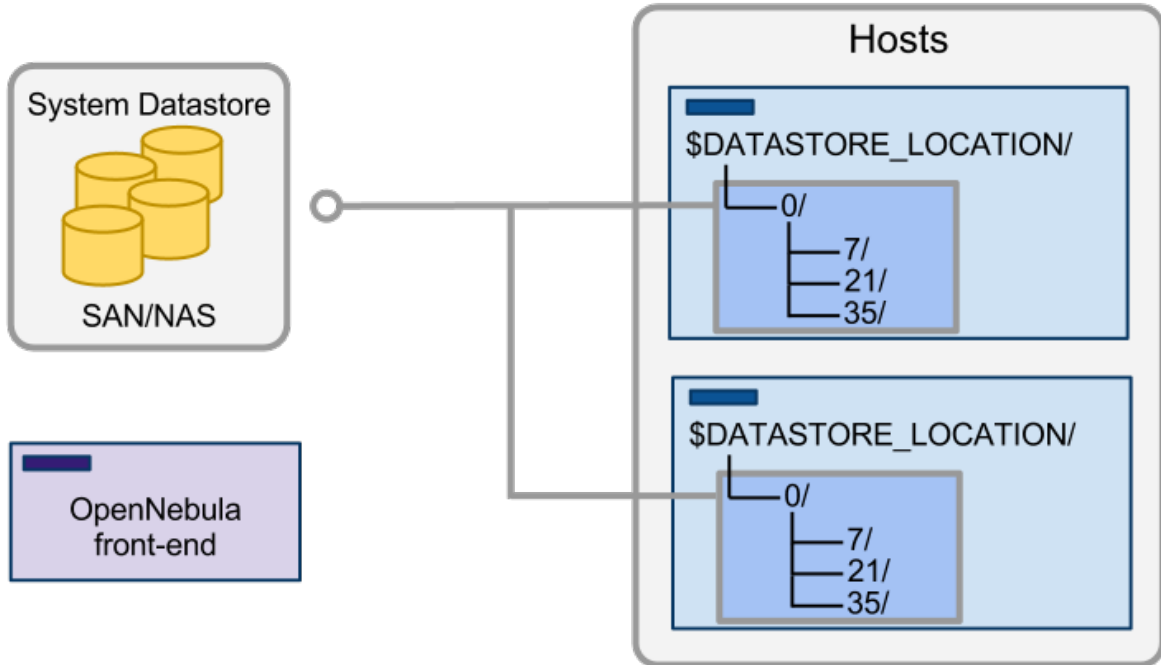 System Datastore
SAN/NAS
OpenNebula
front-end
Hosts
$DATASTORE_LOCATION/
0/
7/
21/
35/
$DATASTORE_LOCATION/
0/
7/
21/
35/